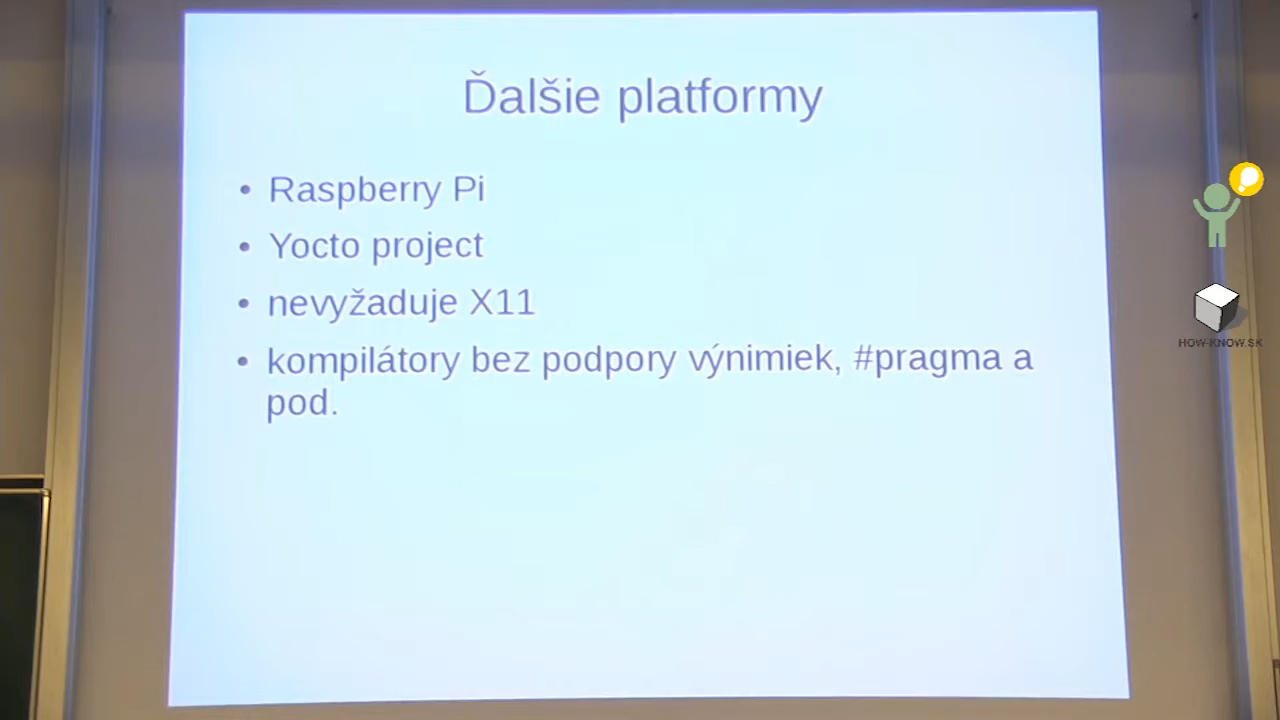 Ďalšie platformy
• Raspberry Pi
• Yocto project
• nevyžaduje X11
• kompilátory bez podpory výnimiek, #pragma a
pod.
HOW-KNOW.SK